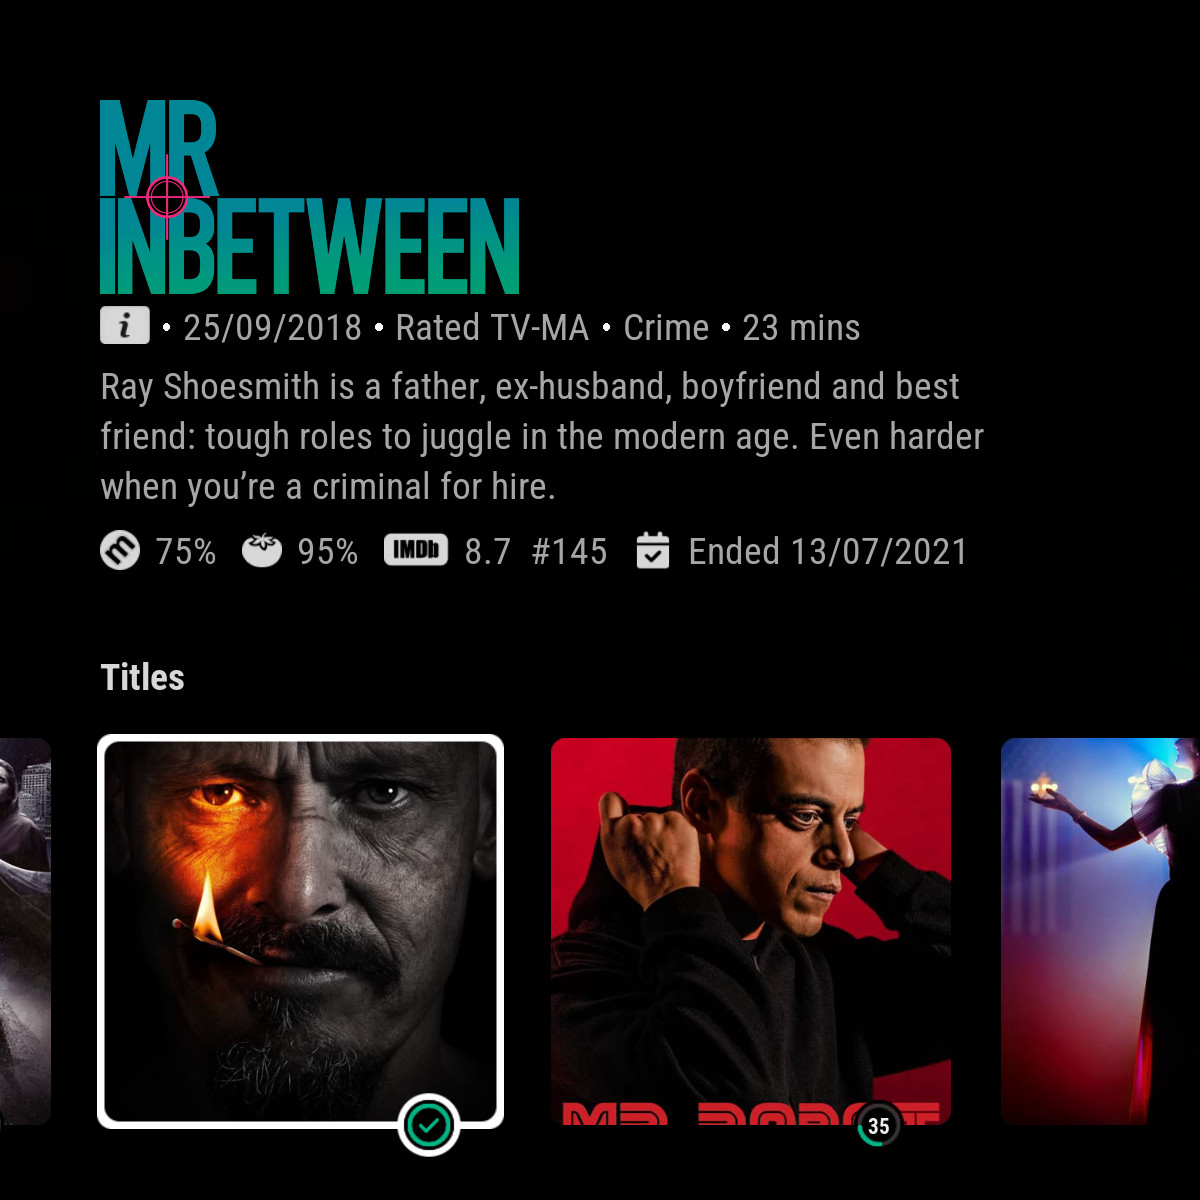 MR
INBETWEEN
i • 25/09/2018 • Rated TV-MA • Crime • 23 mins
Ray Shoesmith is a father, ex-husband, boyfriend and best
friend: tough roles to juggle in the modern age. Even harder
when you’re a criminal for hire.
m 75% 95% IMDb 8.7 #145 Ended 13/07/2021
Titles
MR ROBOT
35